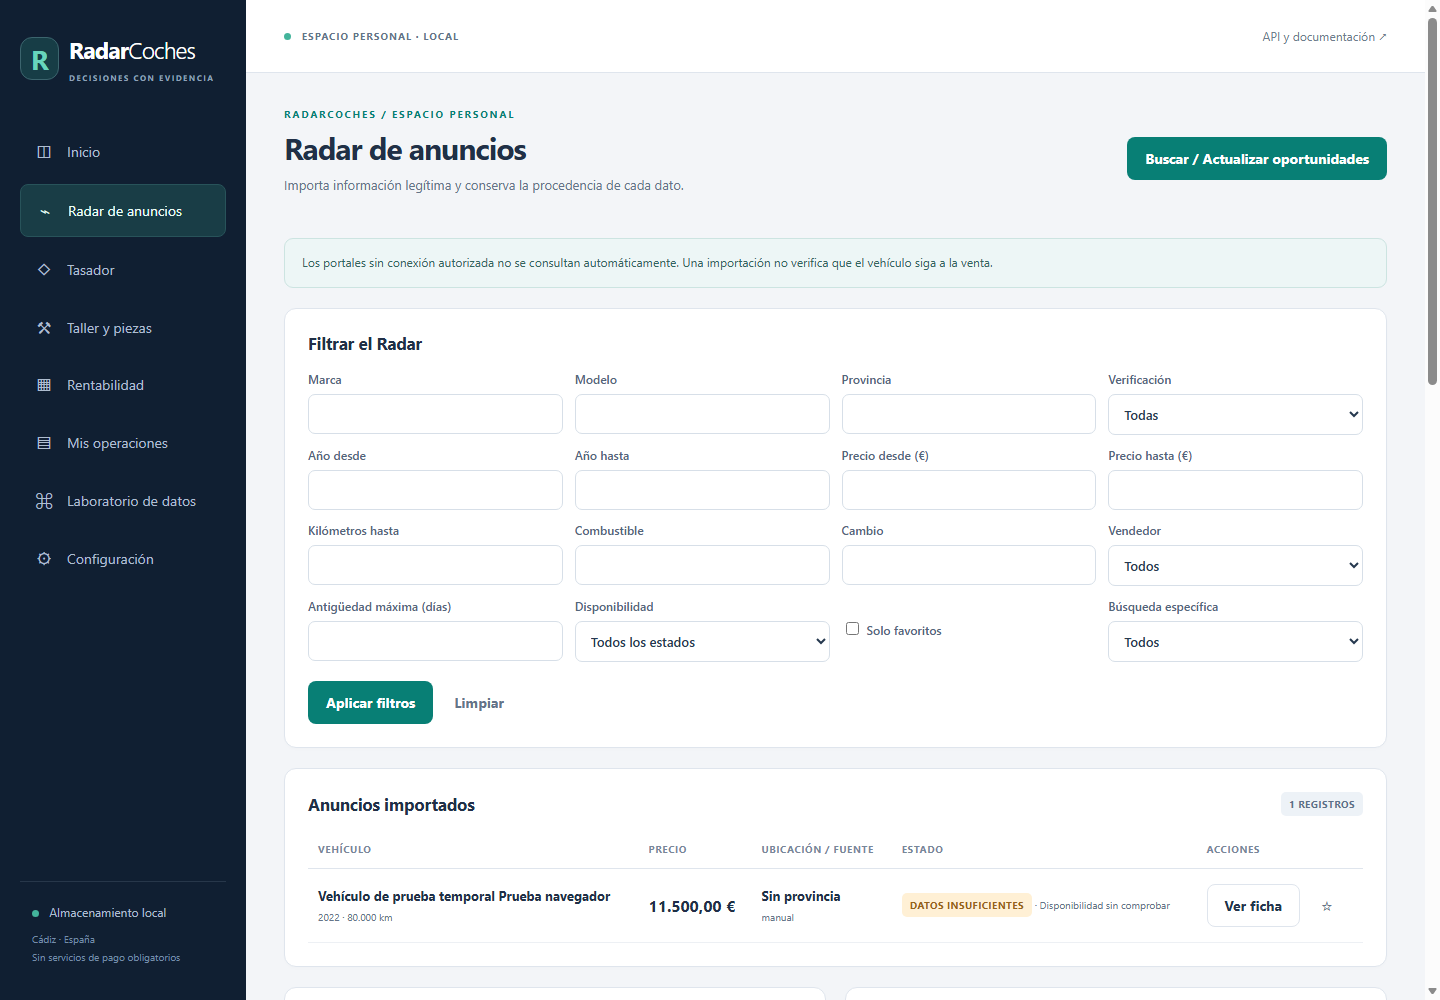 R
RadarCoches
DECISIONES CON EVIDENCIA
Inicio
Radar de anuncios
Tasador
Taller y piezas
Rentabilidad
Mis operaciones
Laboratorio de datos
Configuración
Almacenamiento local
Cádiz · España
Sin servicios de pago obligatorios
ESPACIO PERSONAL · LOCAL
API y documentación ↗
RADARCOCHES / ESPACIO PERSONAL
Radar de anuncios
Importa información legítima y conserva la procedencia de cada dato.
Buscar / Actualizar oportunidades
Los portales sin conexión autorizada no se consultan automáticamente. Una importación no verifica que el vehículo siga a la venta.
Filtrar el Radar
Marca Modelo Provincia Verificación
Todas
Año desde Año hasta Precio desde (€) Precio hasta (€)
Kilómetros hasta Combustible Cambio Vendedor
Todos
Antigüedad máxima (días) Disponibilidad Búsqueda específica
Todos los estados Solo favoritos Todos
Aplicar filtros Limpiar
Anuncios importados 1 REGISTROS
VEHÍCULO PRECIO UBICACIÓN / FUENTE ESTADO ACCIONES
Vehículo de prueba temporal Prueba navegador 11.500,00 € Sin provincia DATOS INSUFICIENTES · Disponibilidad sin comprobar Ver ficha ☆
2022 · 80.000 km manual